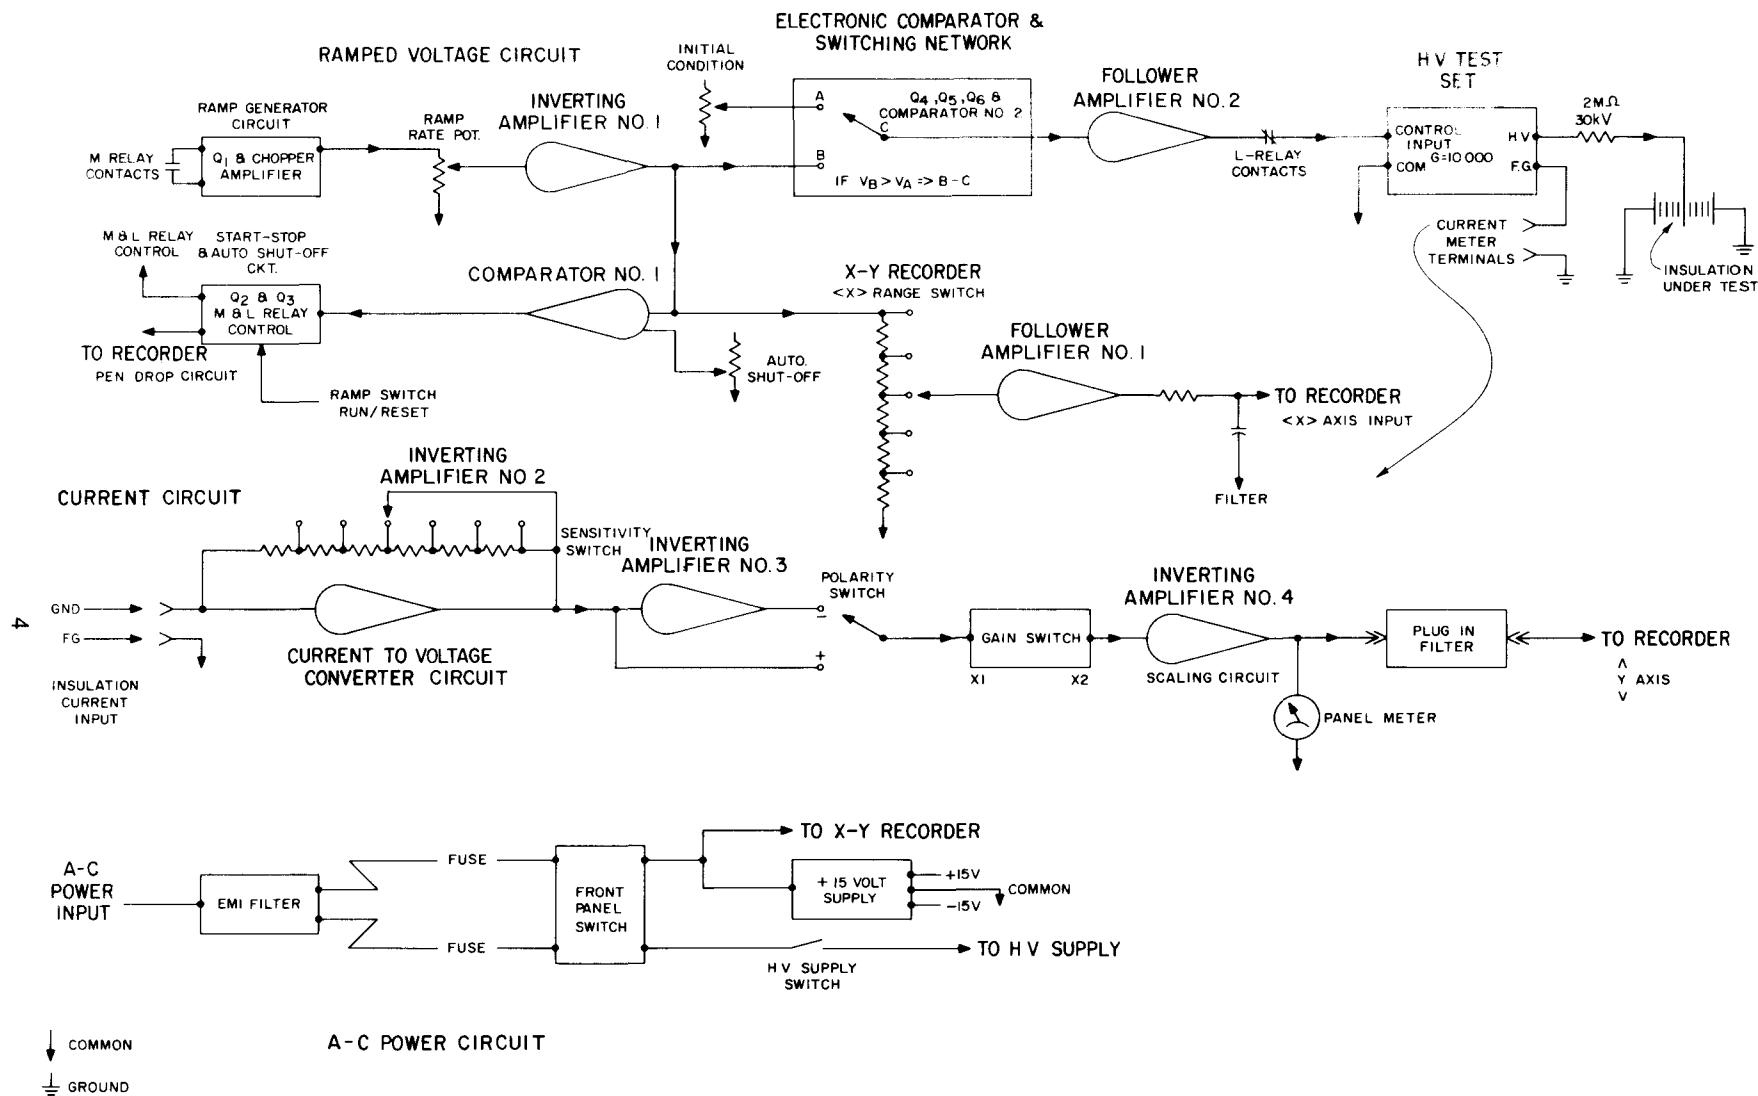 ELECTRONIC COMPARATOR &
SWITCHING NETWORK
RAMPED VOLTAGE CIRCUIT
INITIAL
CONDITION
RAMP GENERATOR
CIRCUIT
RAMP
RATE POT.
INVERTING
AMPLIFIER NO. 1
A
Q4, Q5, Q6 &
COMPARATOR NO 2
C
B
IF VB > VA => B-C
FOLLOWER
AMPLIFIER NO. 2
HV TEST
SET
M RELAY
CONTACTS
Q1 & CHOPPER
AMPLIFIER
L-RELAY
CONTACTS
CONTROL
INPUT
G=10 000
COM
H.V.
F.G.
2MΩ
30kV
CURRENT
METER
TERMINALS
INSULATION
UNDER TEST
M & L RELAY
CONTROL
START-STOP
& AUTO SHUT-OFF
CKT.
COMPARATOR NO. 1
X-Y RECORDER
<X> RANGE SWITCH
Q2 & Q3
M & L RELAY
CONTROL
TO RECORDER
PEN DROP CIRCUIT
RAMP SWITCH
RUN/RESET
AUTO.
SHUT-OFF
FOLLOWER
AMPLIFIER NO. 1
TO RECORDER
<X> AXIS INPUT
FILTER
CURRENT CIRCUIT
INVERTING
AMPLIFIER NO 2
SENSITIVITY
SWITCH
INVERTING
AMPLIFIER NO. 3
POLARITY
SWITCH
INVERTING
AMPLIFIER NO. 4
GND
FG
INSULATION
CURRENT
INPUT
CURRENT TO VOLTAGE
CONVERTER CIRCUIT
–
+
GAIN SWITCH
X1
X2
SCALING CIRCUIT
PANEL METER
PLUG IN
FILTER
TO RECORDER
<Y> AXIS
4
A-C
POWER
INPUT
EMI FILTER
FUSE
FUSE
FRONT
PANEL
SWITCH
TO X-Y RECORDER
+ 15 VOLT
SUPPLY
+15V
COMMON
-15V
TO HV SUPPLY
HV SUPPLY
SWITCH
A-C POWER CIRCUIT
COMMON
GROUND